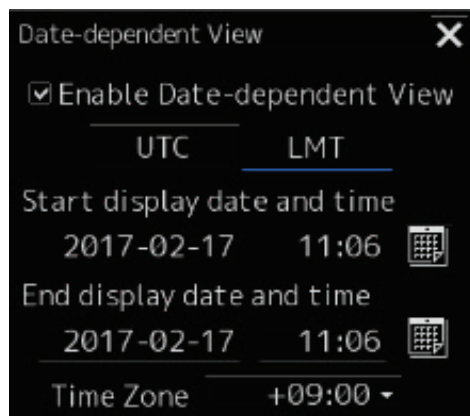 Date-dependent View
Enable Date-dependent View
UTC LMT
Start display date and time
2017-02-17 11:06
End display date and time
2017-02-17 11:06
Time Zone +09:00